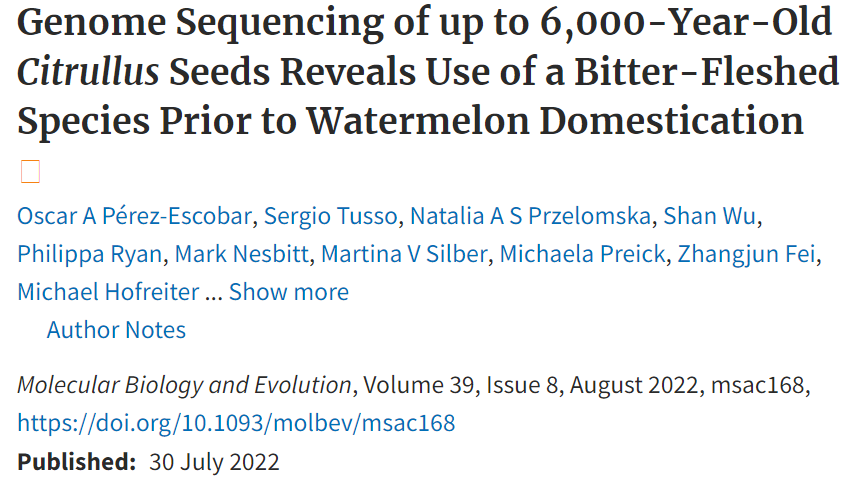 Genome Sequencing of up to 6,000-Year-Old
Citrullus Seeds Reveals Use of a Bitter-Fleshed
Species Prior to Watermelon Domestication
Oscar A Pérez-Escobar, Sergio Tusso, Natalia A S Przelomska, Shan Wu,
Philippa Ryan, Mark Nesbitt, Martina V Silber, Michaela Preick, Zhangjun Fei,
Michael Hofreiter ... Show more
Author Notes
Molecular Biology and Evolution, Volume 39, Issue 8, August 2022, msac168,
https://doi.org/10.1093/molbev/msac168
Published: 30 July 2022